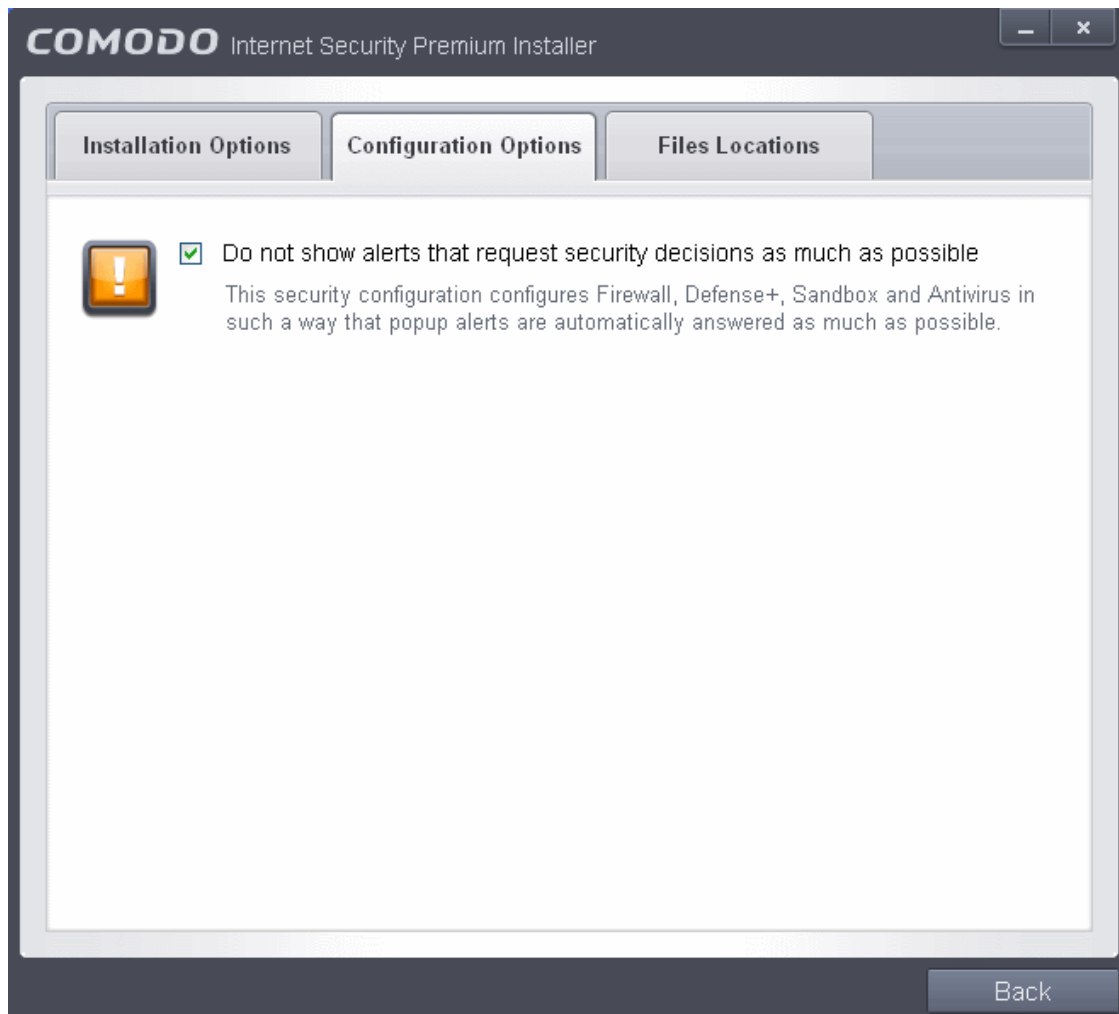 COMODO Internet Security Premium Installer
Installation Options
Configuration Options
Files Locations
Do not show alerts that request security decisions as much as possible
This security configuration configures Firewall, Defense+, Sandbox and Antivirus in
such a way that popup alerts are automatically answered as much as possible.
Back